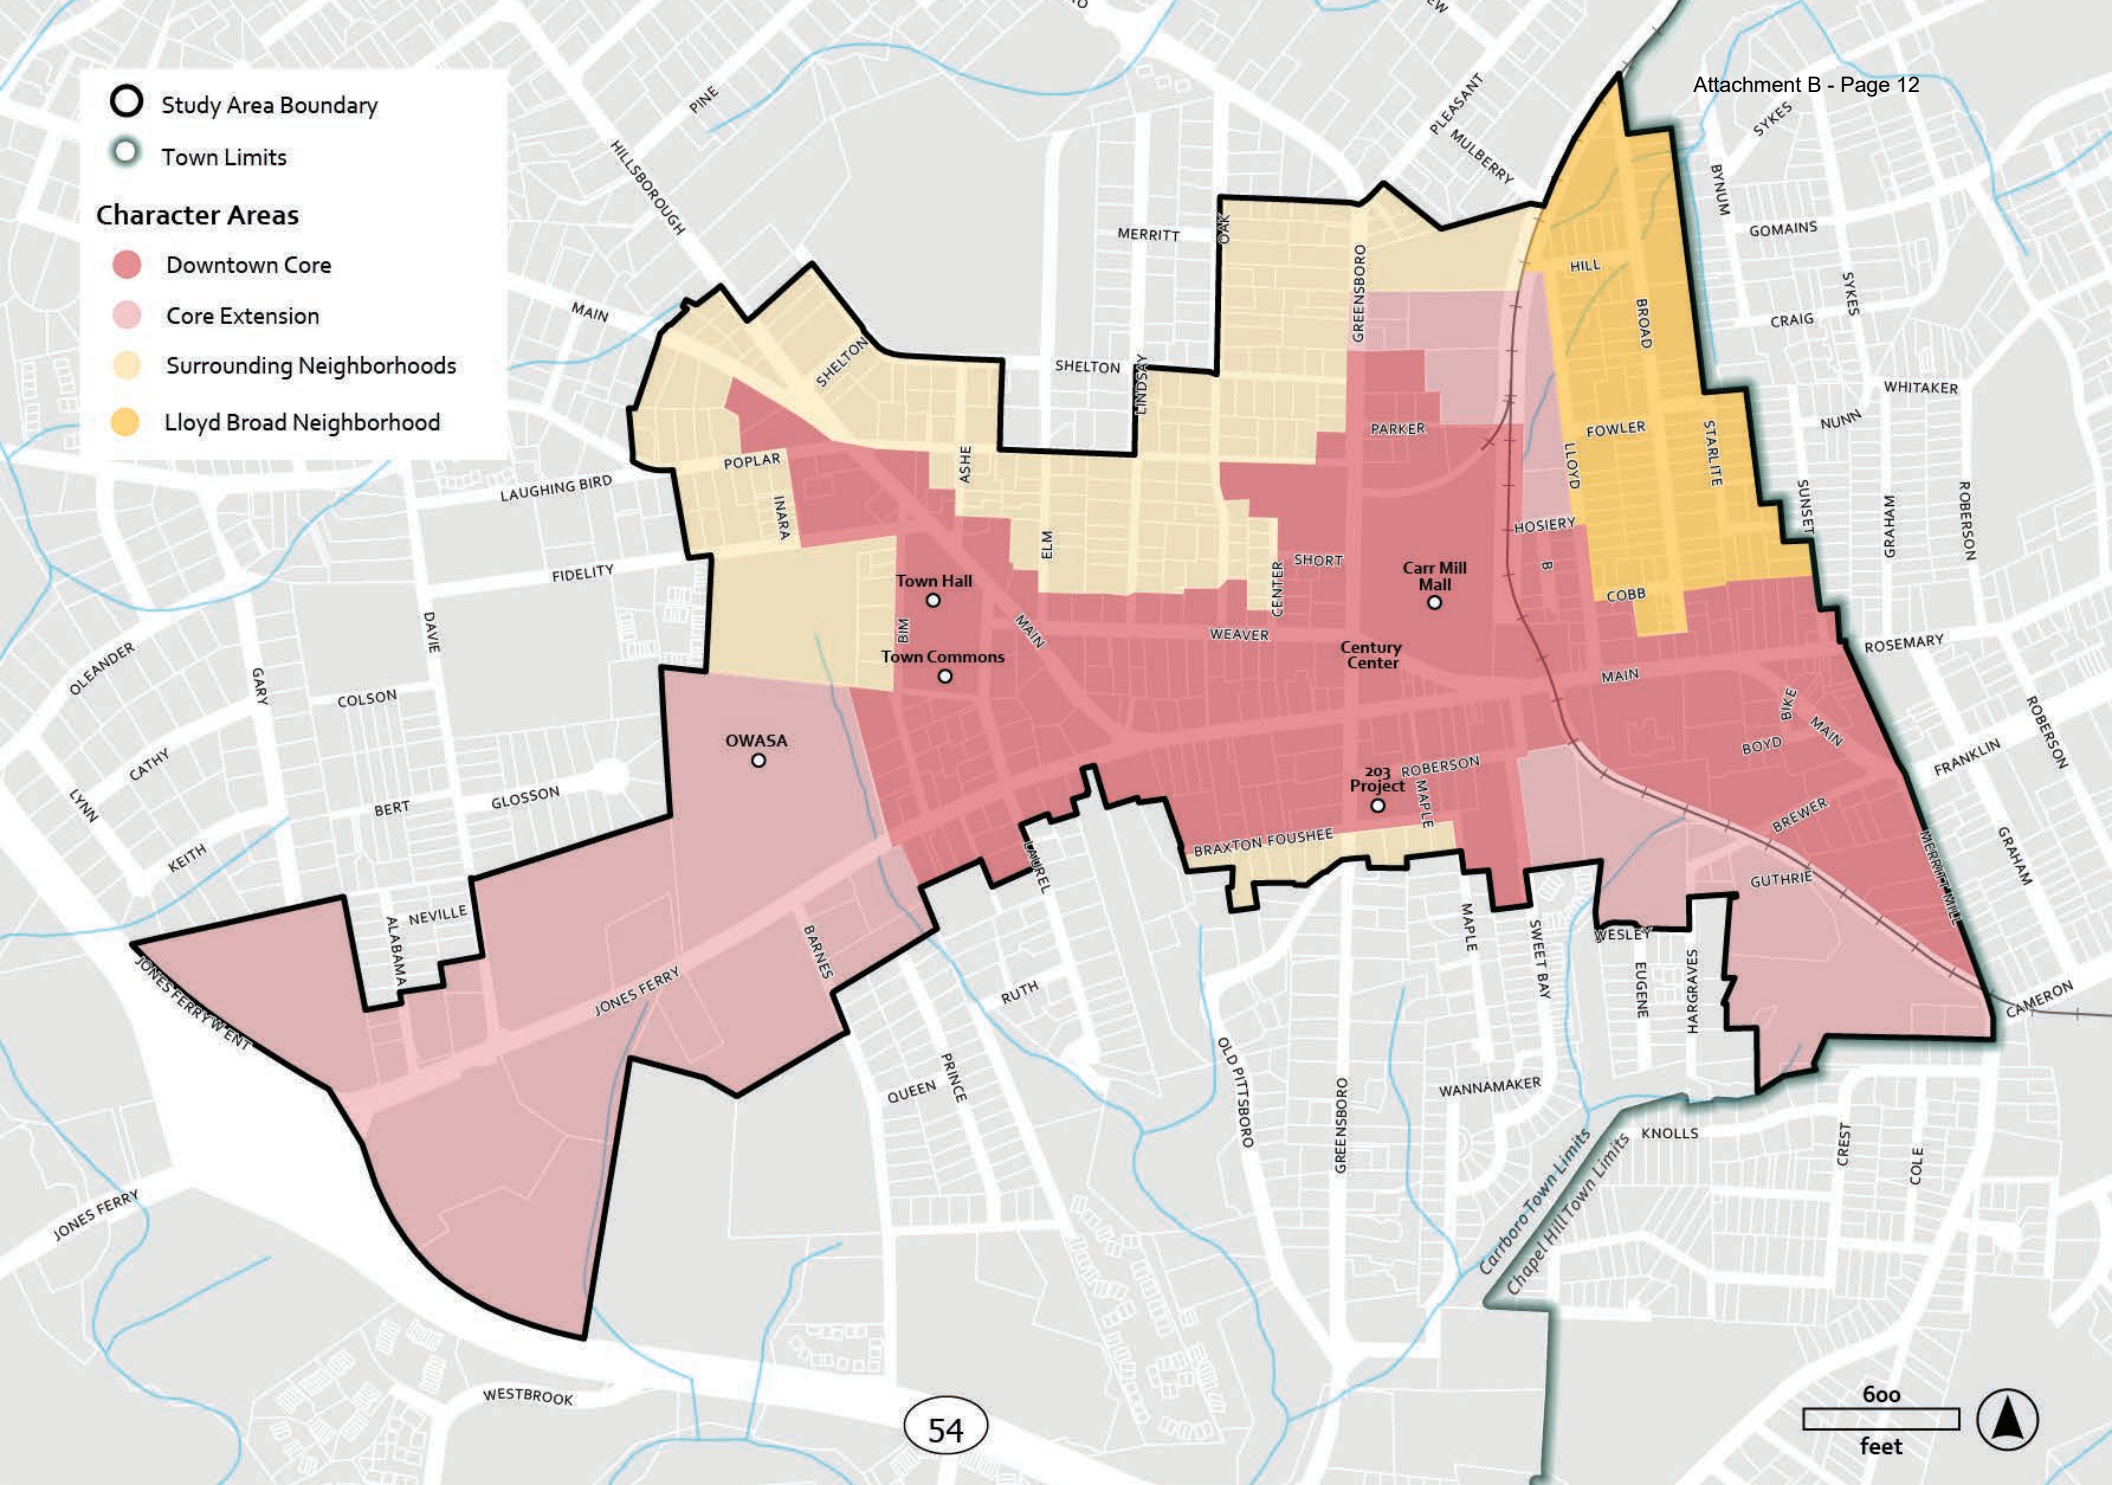 Attachment B - Page 12
Study Area Boundary
Town Limits
Character Areas
Downtown Core
Core Extension
Surrounding Neighborhoods
Lloyd Broad Neighborhood
PINE
HILLSBOROUGH
PLEASANT
MULBERRY
SYKES
BYNUM
GOMAINS
MERRITT
OAK
GREENSBORO
HILL
SYKES
MAIN
BROAD
CRAIG
SHELTON
SHELTON
LINDSAY
WHITAKER
NUNN
PARKER
FOWLER
STARLITE
LLOYD
POPLAR
ASHE
LAUGHING BIRD
INARA
SUNSET
GRAHAM
ROBERSON
HOSIERY
B
ELM
SHORT
CENTER
FIDELITY
Carr Mill
Mall
Town Hall
COBB
BIM
MAIN
WEAVER
DAVIE
OLEANDER
GARY
Century
Center
ROSEMARY
Town Commons
MAIN
COLSON
BIKE
MAIN
ROBERSON
OWASA
BOYD
CATHY
FRANKLIN
203
Project
ROBERSON
MAPLE
LYNN
BERT
GLOSSON
BREWER
KEITH
BRAXTON FOUSHEE
LAUREL
MERRITT MILL
GRAHAM
GUTHRIE
ALABAMA
NEVILLE
BARNES
MAPLE
SWEET BAY
WESLEY
EUGENE
HARGRAVES
JONES FERRY W ENT
JONES FERRY
RUTH
CAMERON
PRINCE
QUEEN
OLD PITTSBORO
GREENSBORO
WANNAMAKER
KNOLLS
CREST
COLE
Carrboro Town Limits
Chapel Hill Town Limits
JONES FERRY
WESTBROOK
54
600
feet